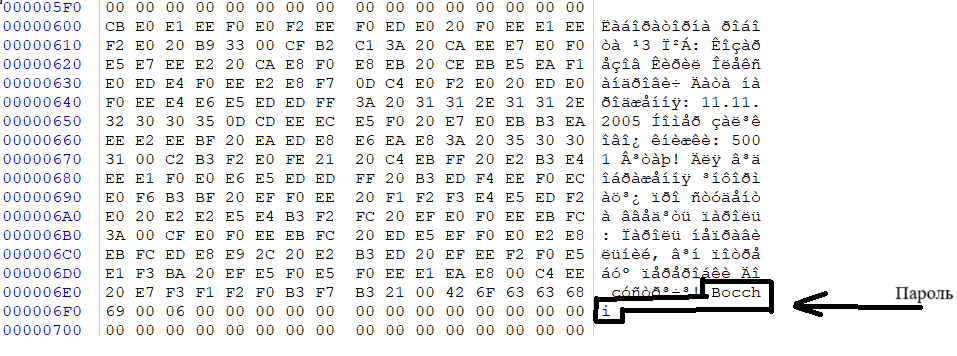 000005F0 00 00 00 00 00 00 00 00 00 00 00 00 00 00 00 00
00000600 CB E0 E1 EE F0 E0 F2 EE F0 ED E0 20 F0 EE E1 EE Ëàáîðàòîðíà ðîáî
00000610 F2 E0 20 B9 33 00 CF B2 C1 3A 20 CA EE E7 E0 F0 òà ¹3 Ï²Á: Êîçàð
00000620 E5 E7 EE E2 20 CA E8 F0 E8 EB 20 CE EB E5 EA F1 åçîâ Êèðèë Îëåêñ
00000630 E0 ED E4 F0 EE E2 E8 F7 0D C4 E0 F2 E0 20 ED E0 àíäðîâè÷ Äàòà íà
00000640 F0 EE E4 E6 E5 ED ED FF 3A 20 31 31 2E 31 31 2E ðîäæåííÿ: 11.11.
00000650 32 30 30 35 0D CD EE EC E5 F0 20 E7 E0 EB B3 EA 2005 Íîìåð çàë³ê
00000660 EE E2 EE BF 20 EA ED E8 E6 EA E8 3A 20 35 30 30 îâî¿ êíèæêè: 500
00000670 31 00 C2 B3 F2 E0 FE 21 20 C4 EB FF 20 E2 B3 E4 1 Â³òàþ! Äëÿ â³ä
00000680 EE E1 F0 E0 E6 E5 ED ED FF 20 B3 ED F4 EE F0 EC îáðàæåííÿ ³íôîðì
00000690 E0 F6 B3 BF 20 EF F0 EE 20 F1 F2 F3 E4 E5 ED F2 àö³¿ ïðî ñòóäåíò
000006A0 E0 20 E2 E2 E5 E4 B3 F2 FC 20 EF E0 F0 EE EB FC à ââåä³òü ïàðîëü
000006B0 3A 00 CF E0 F0 EE EB FC 20 ED E5 EF F0 E0 E2 E8 : Ïàðîëü íåïðàâè
000006C0 EB FC ED E8 E9 2C 20 E2 B3 ED 20 EF EE F2 F0 E5 ëüíèé, â³í ïîòðå
000006D0 E1 F3 BA 20 EF E5 F0 E5 F0 EE E1 EA E8 00 C4 EE áóº ïåðåðîáêè Äî
000006E0 20 E7 F3 F1 F2 F0 B3 F7 B3 21 00 42 6F 63 63 68 çóñòð³÷³! Bocch
000006F0 69 00 06 00 00 00 00 00 00 00 00 00 00 00 00 00 i
00000700 00 00 00 00 00 00 00 00 00 00 00 00 00 00 00 00
Пароль